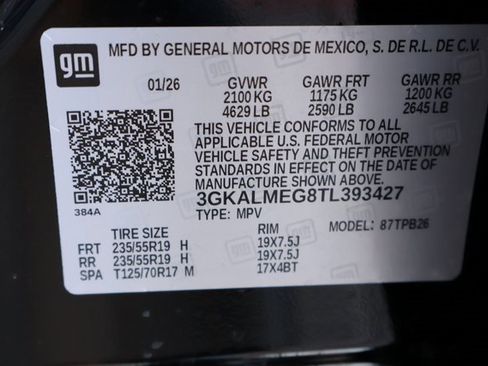 gm
MFD BY GENERAL MOTORS DE MEXICO, S. DE R.L. DE C.V.
01/26 GVWR GAWR FRT GAWR RR
2100 KG 1175 KG 1200 KG
4629 LB 2590 LB 2645 LB
THIS VEHICLE CONFORMS TO ALL
APPLICABLE U.S. FEDERAL MOTOR
VEHICLE SAFETY AND THEFT PREVENTION
STANDARDS IN EFFECT ON THE DATE OF
MANUFACTURE SHOWN ABOVE.
3GKALMEG8TL393427
384A TYPE: MPV MODEL: 87TPB26
TIRE SIZE RIM
FRT 235/55R19 H 19X7.5J
RR 235/55R19 H 19X7.5J
SPA T125/70R17 M 17X4BT